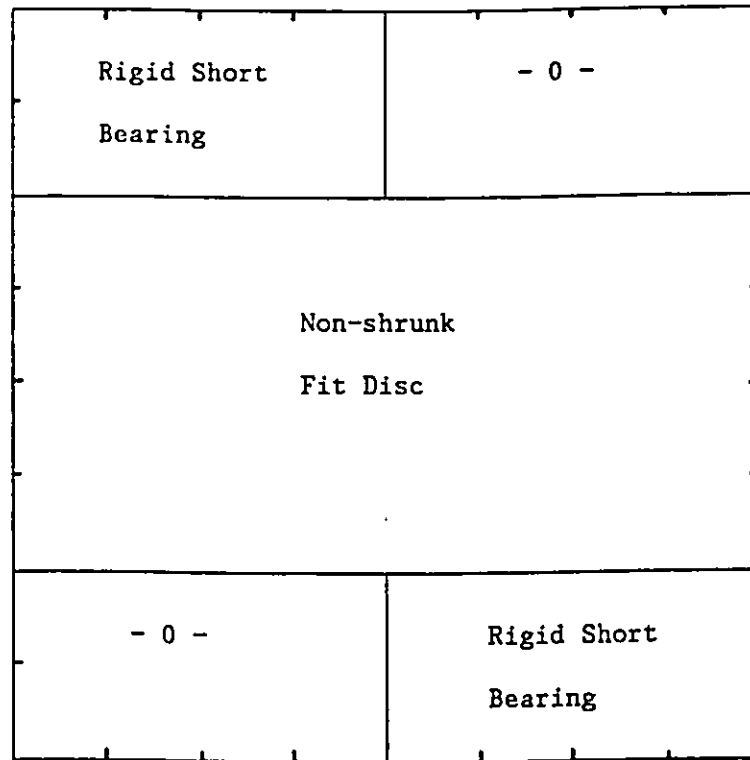 Rigid Short
Bearing
- 0 -
Non-shrunk
Fit Disc
- 0 -
Rigid Short
Bearing